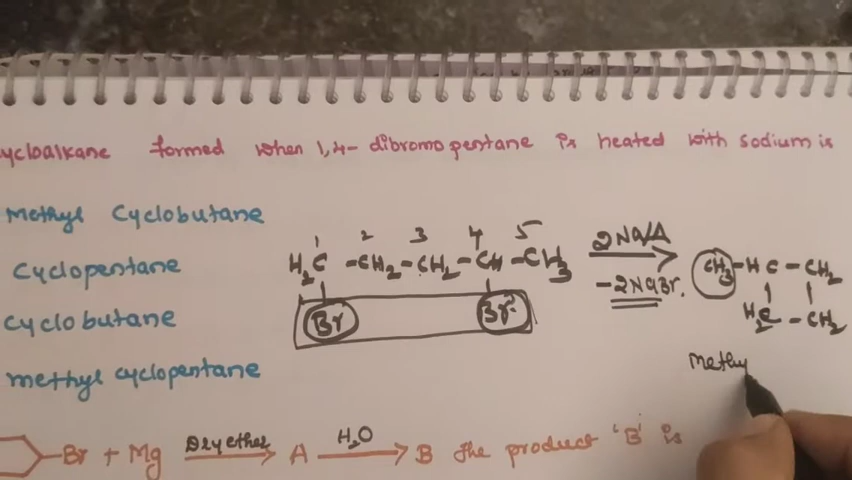 ycloalkane formed when 1,4- dibromo pentane is heated with sodium is
Methyl Cyclobutane
Cyclopentane
Cyclobutane
methyl cyclopentane
1 2 3 4 5
H2C -CH2-CH2-CH-CH3
Br Br
2Na/Δ
-2NaBr.
CH3-HC-CH2
H2C-CH2
Methy
Br + Mg Dry ether A H2O B The product 'B' is